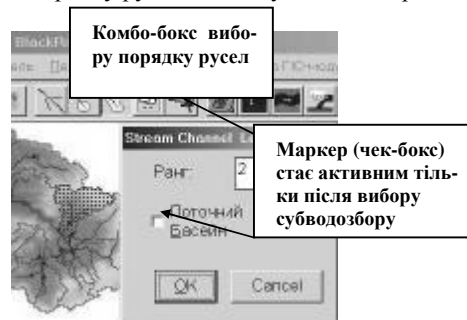 Комбо-бокс вибо-
ру порядку русел
Маркер (чек-бокс)
стає активним тіль-
ки після вибору
субводозбору
Stream Channel
Ранг:
2
Поточний
Басейн
OK
Cancel